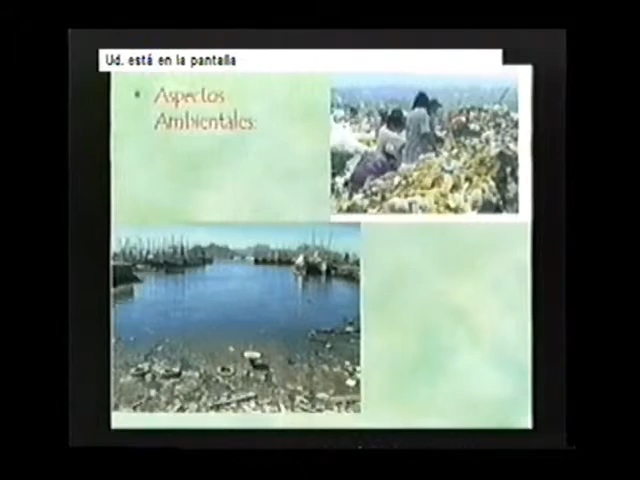 Ud. está en la pantalla
• Aspectos
Ambientales: